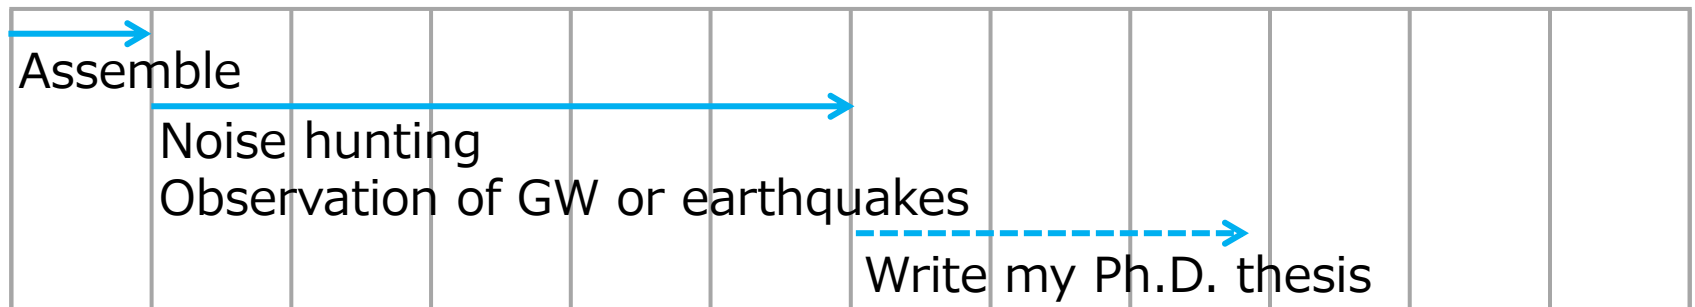 Assemble
Noise hunting
Observation of GW or earthquakes
Write my Ph.D. thesis